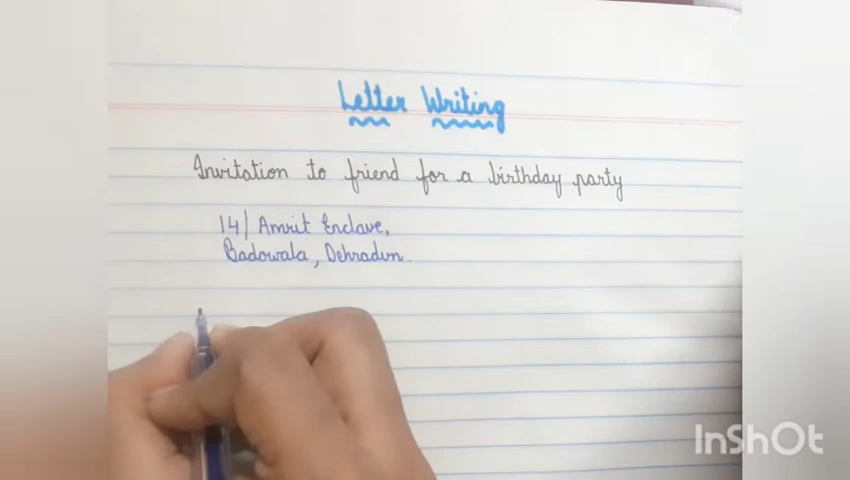 Letter Writing
Invitation to friend for a birthday party
14/ Amrit Enclave,
Badowala, Dehradun.
InShOt